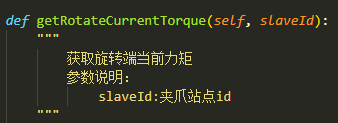 def getRotateCurrentTorque(self, slaveId):
"""
获取旋转端当前力矩
参数说明:
slaveId:夹爪站点id
"""